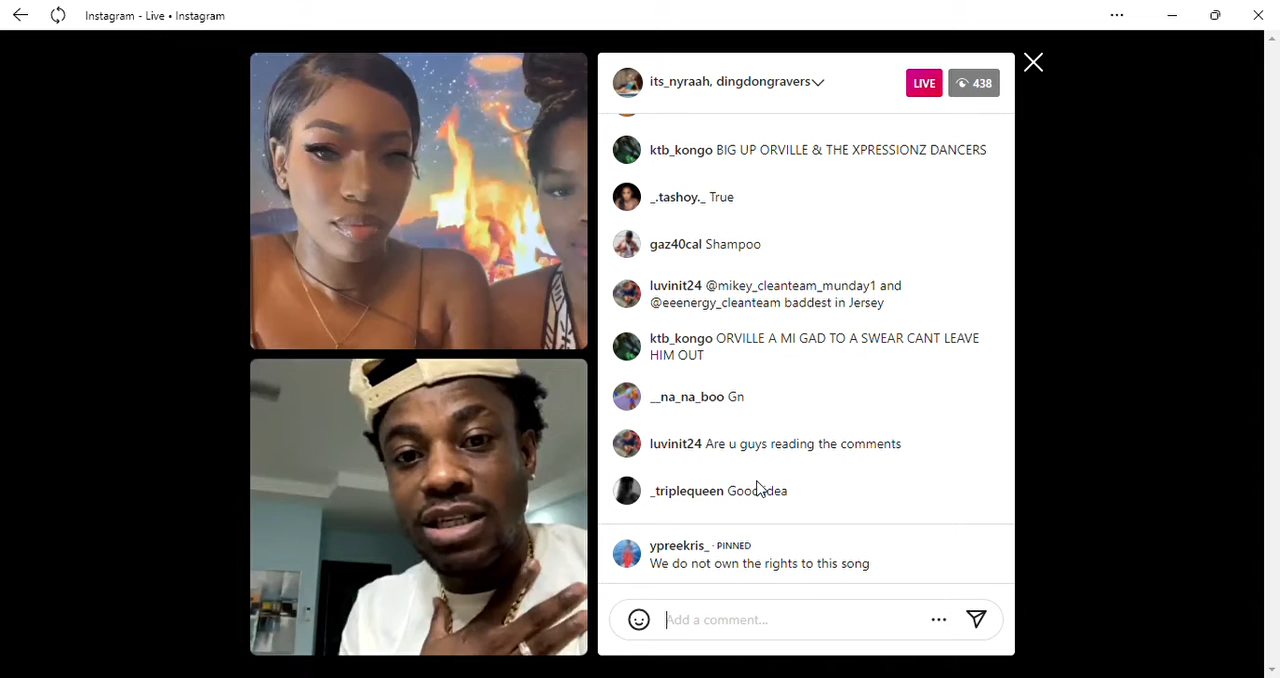 Instagram - Live • Instagram
its_nyraah, dingdongravers
LIVE
438
ktb_kongo BIG UP ORVILLE & THE XPRESSIONZ DANCERS
_.tashoy._ True
gaz40cal Shampoo
luvinit24 @mikey_cleanteam_munday1 and
@eeenergy_cleanteam baddest in Jersey
ktb_kongo ORVILLE A MI GAD TO A SWEAR CANT LEAVE
HIM OUT
__na_na_boo Gn
luvinit24 Are u guys reading the comments
_triplequeen Good idea
ypreekris_ · PINNED
We do not own the rights to this song
Add a comment...